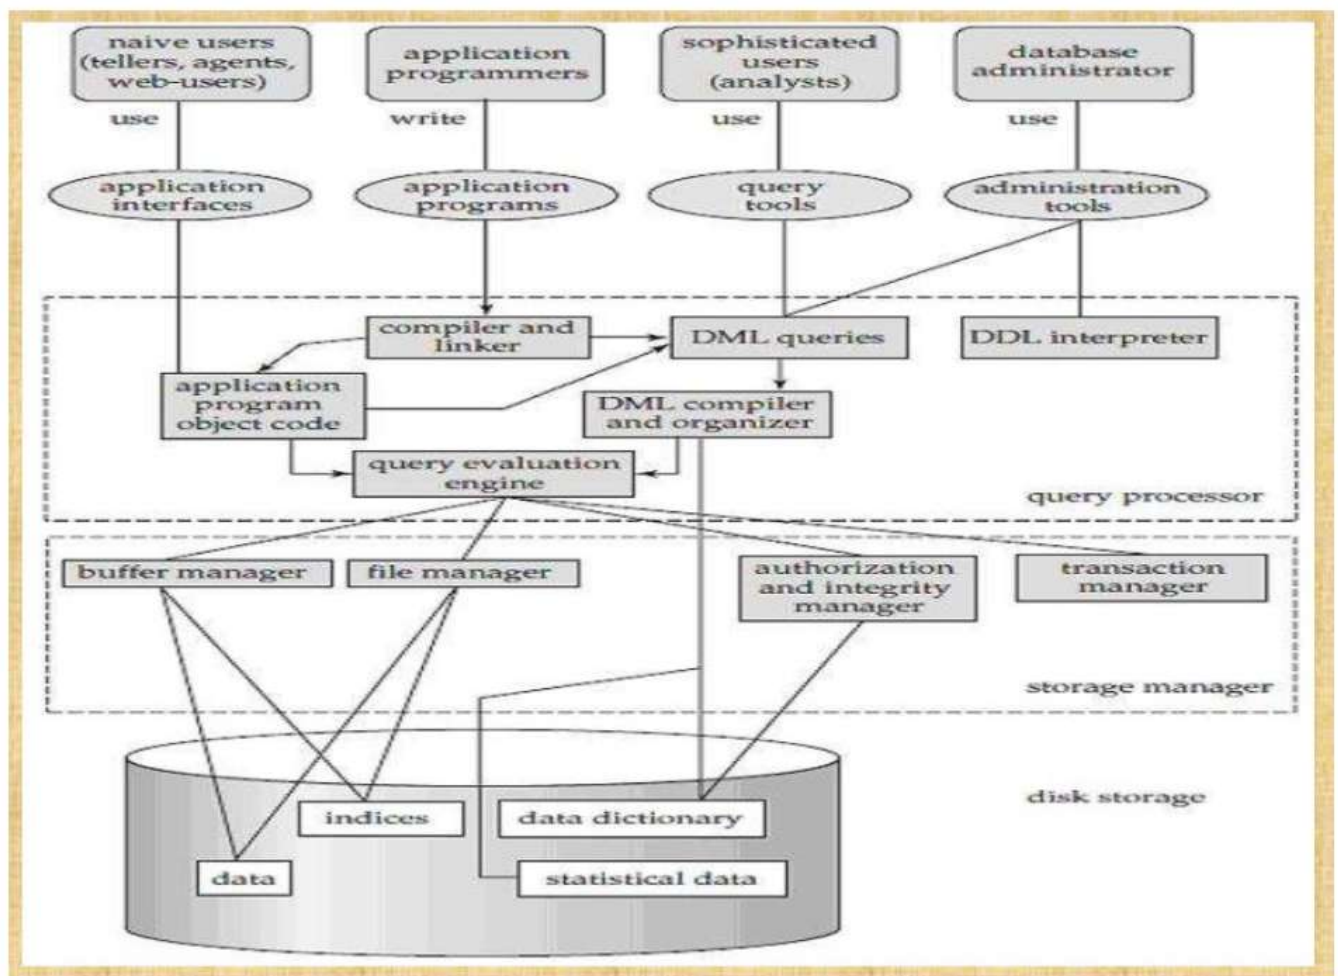 naive users
(tellers, agents,
web-users)
application
programmers
sophisticated
users
(analysts)
database
administrator
use
write
use
use
application
interfaces
application
programs
query
tools
administration
tools
compiler and
linker
DML queries
DDL interpreter
application
program
object code
DML compiler
and organizer
query evaluation
engine
query processor
buffer manager
file manager
authorization
and integrity
manager
transaction
manager
storage manager
disk storage
indices
data dictionary
data
statistical data